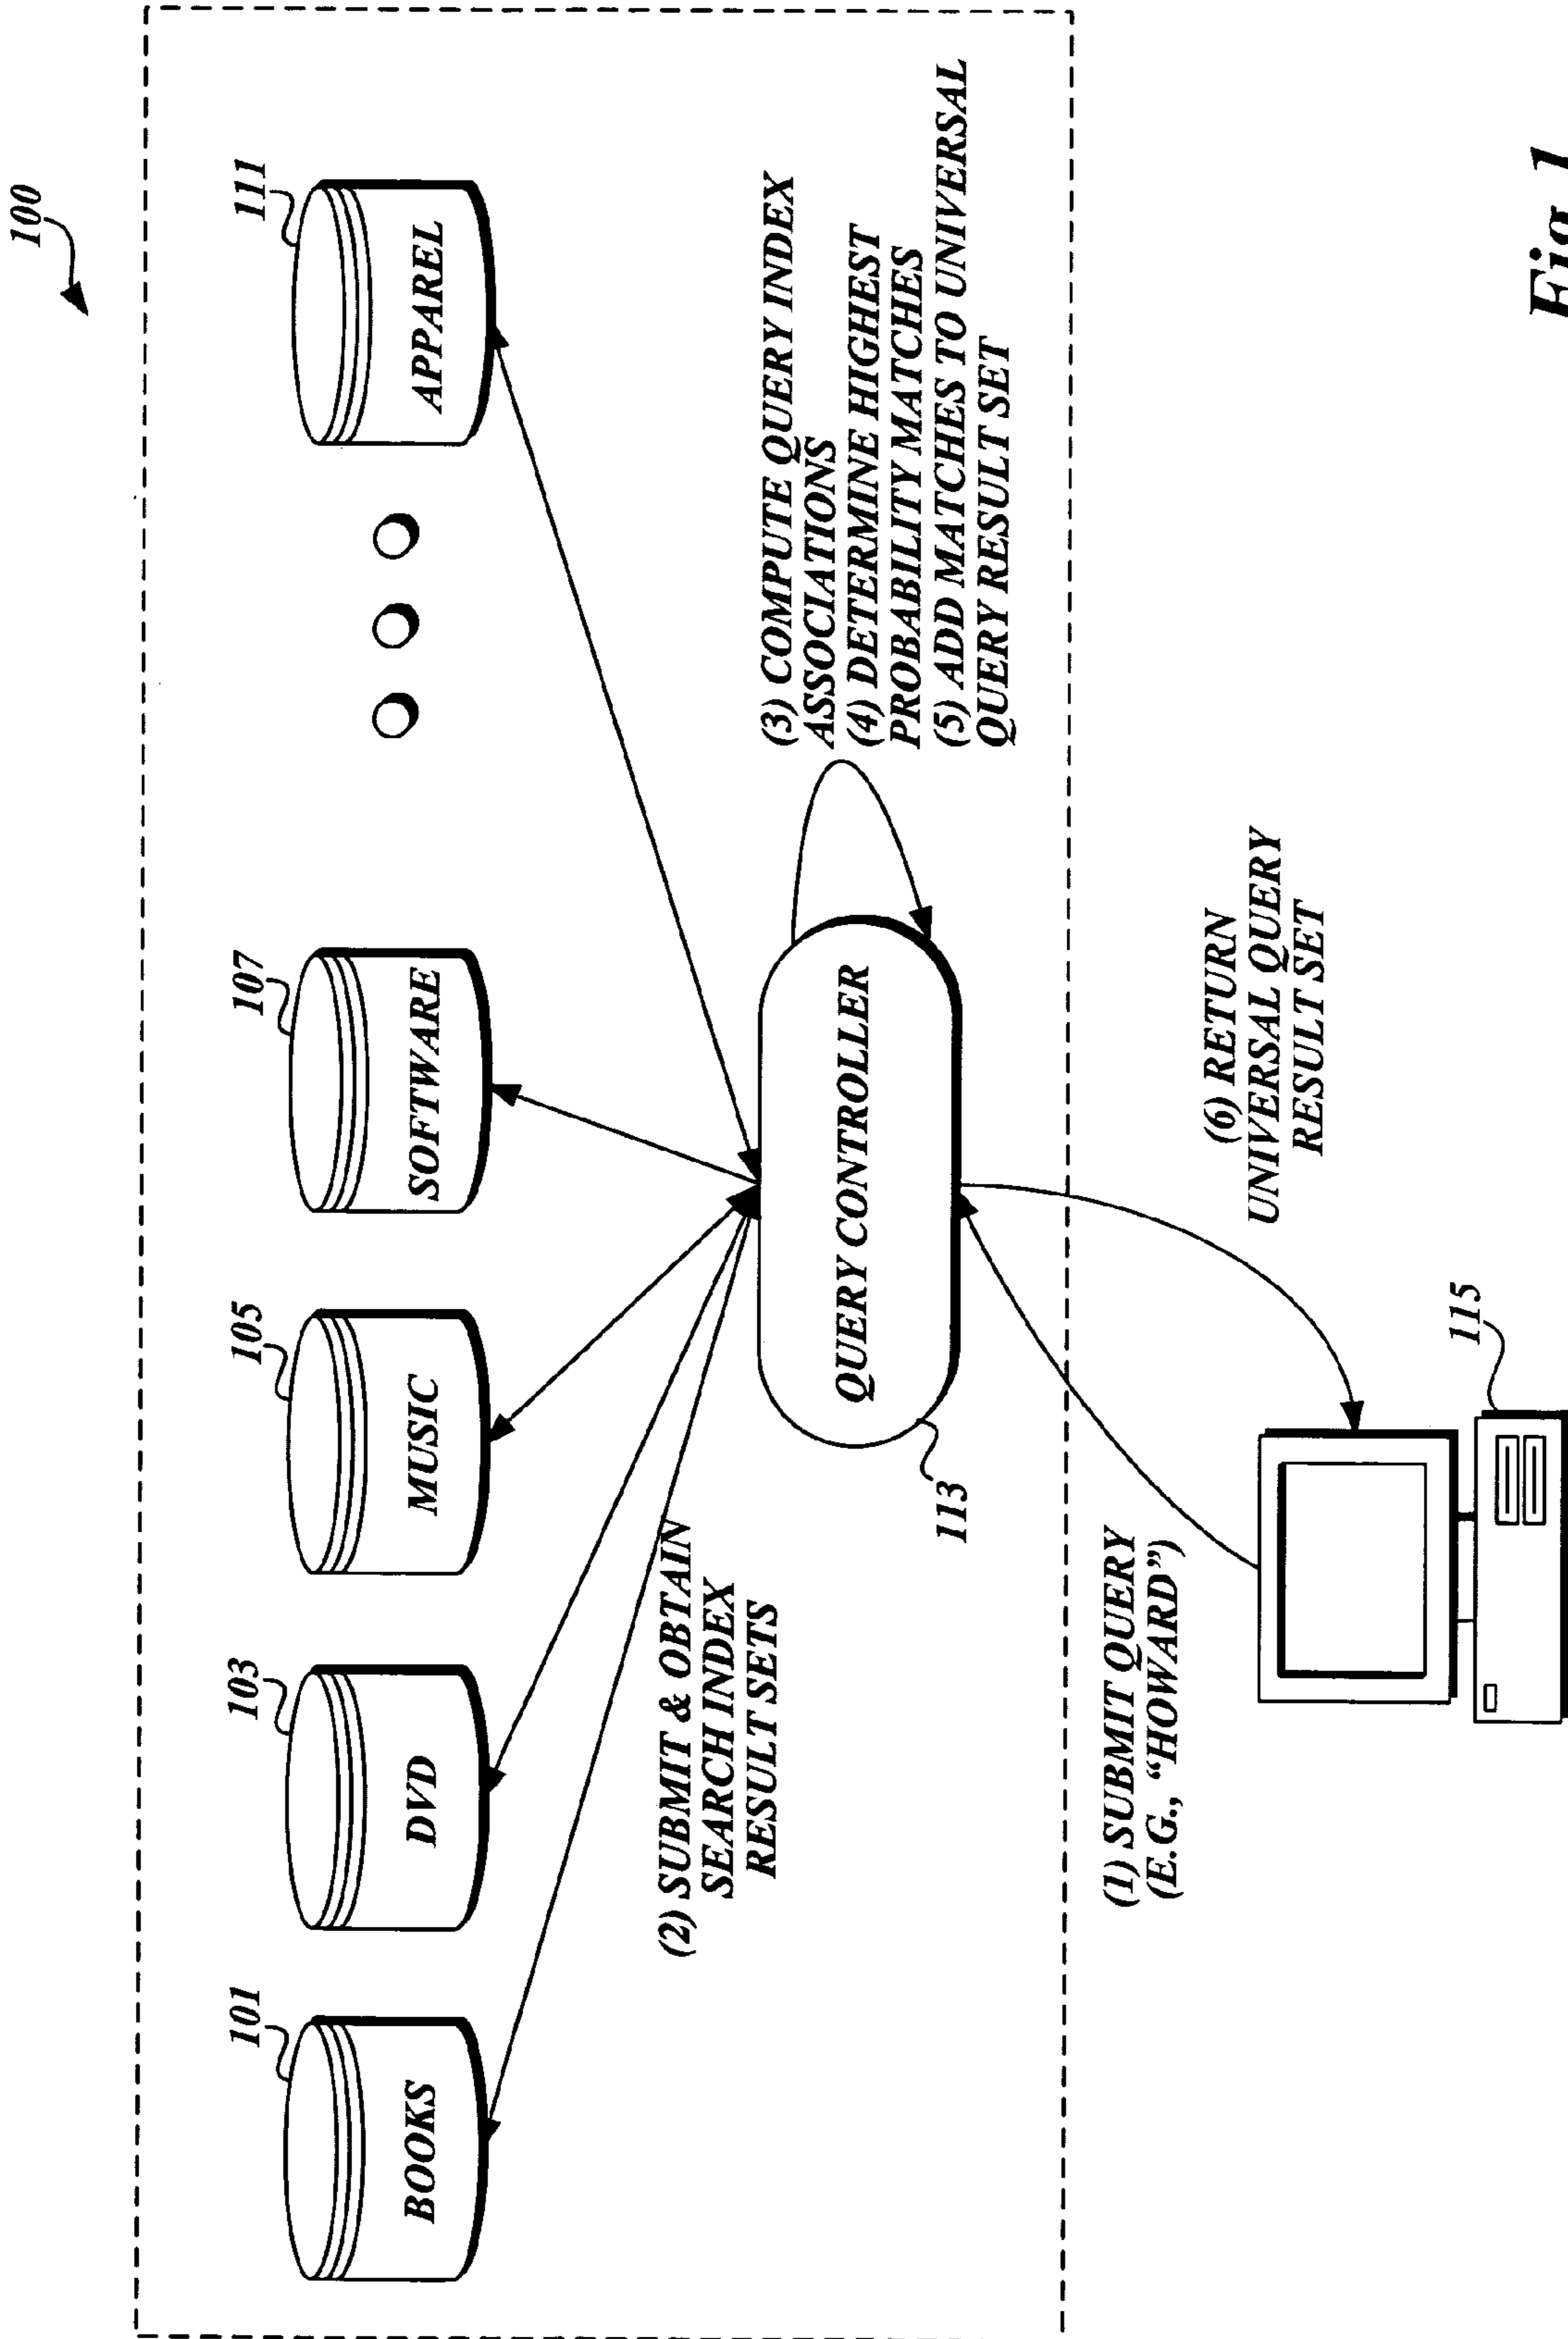 100
101
103
105
107
111
BOOKS
DVD
MUSIC
SOFTWARE
APPAREL
(2) SUBMIT & OBTAIN
SEARCH INDEX
RESULT SETS
QUERY CONTROLLER
113
(3) COMPUTE QUERY INDEX
ASSOCIATIONS
(4) DETERMINE HIGHEST
PROBABILITY MATCHES
(5) ADD MATCHES TO UNIVERSAL
QUERY RESULT SET
(1) SUBMIT QUERY
(E.G., “HOWARD”)
(6) RETURN
UNIVERSAL QUERY
RESULT SET
115
Fig.1.